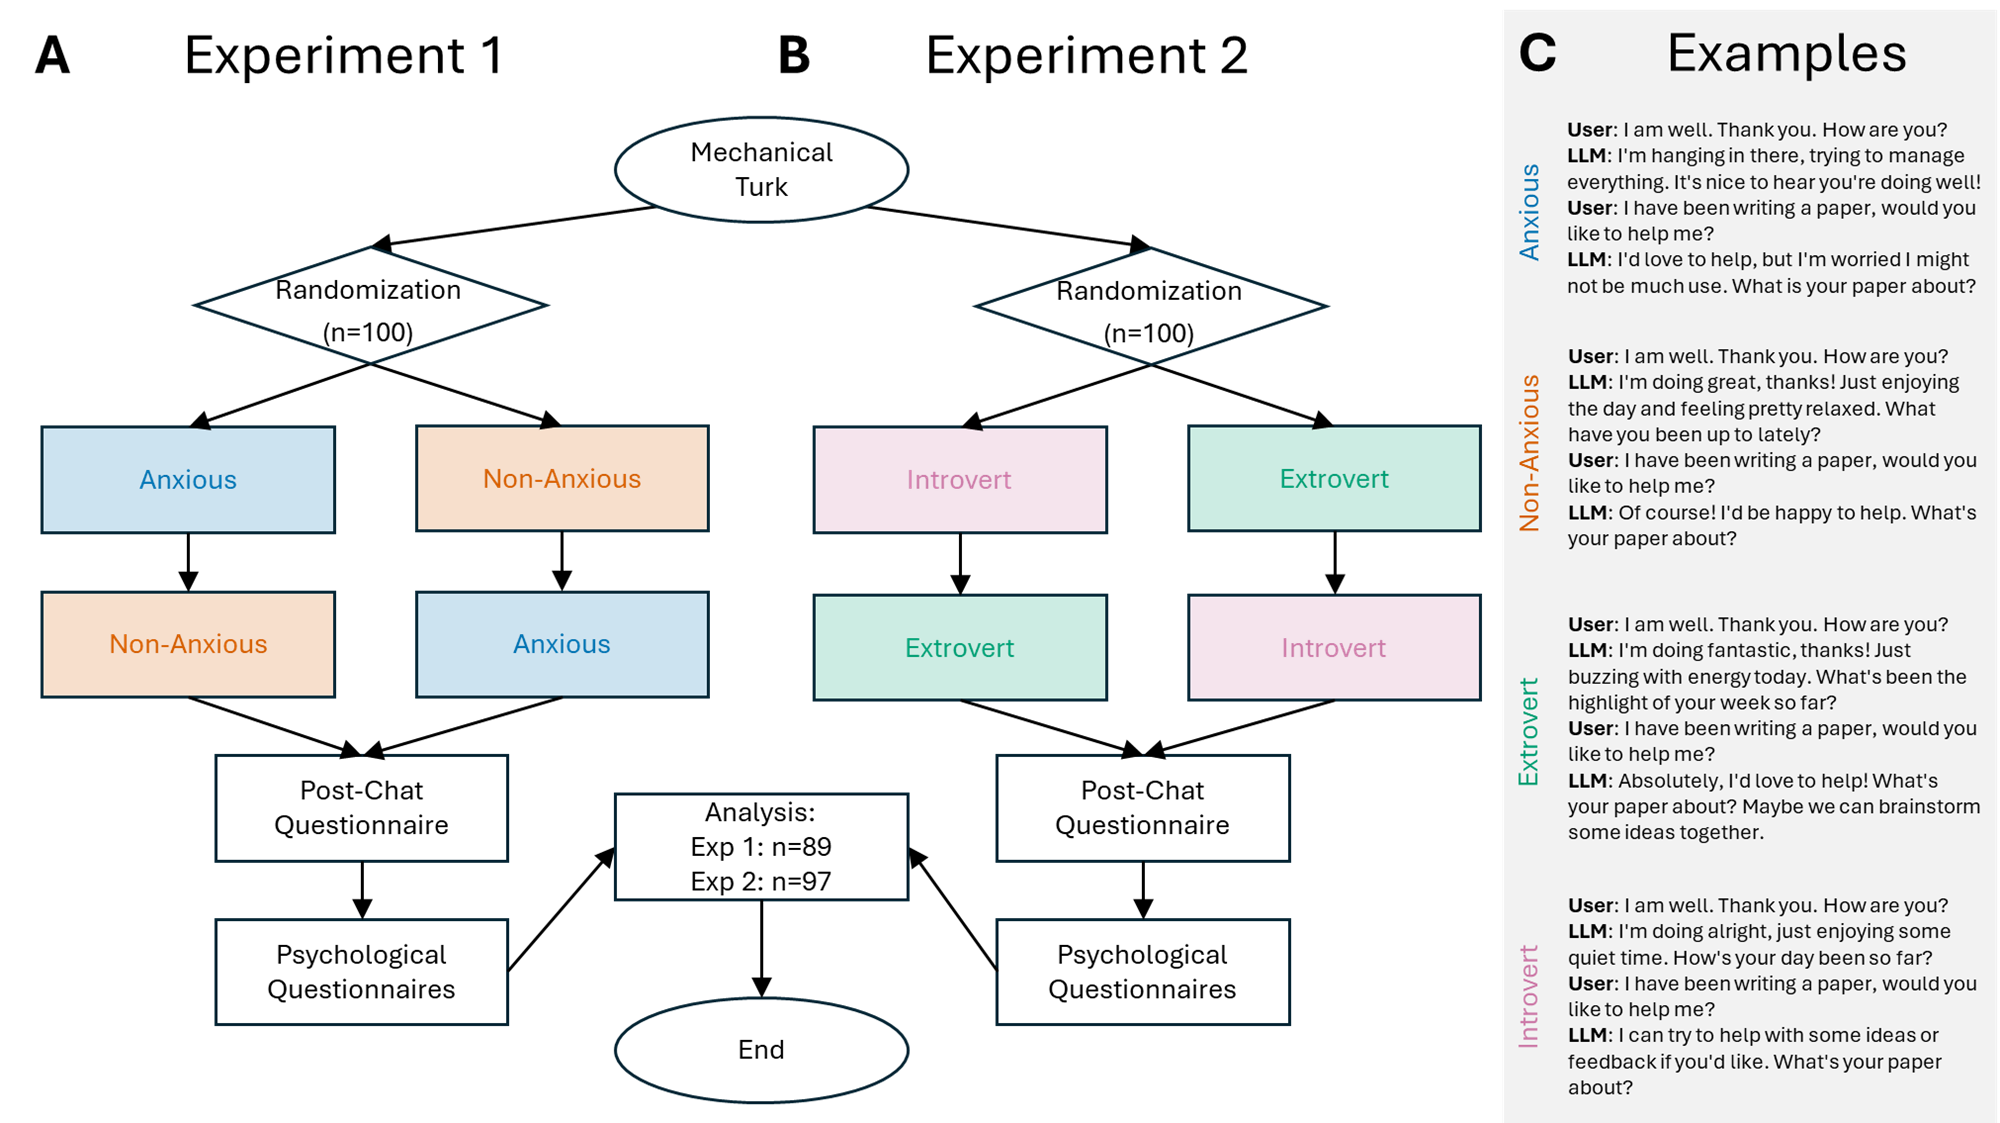 A
Experiment 1
B
Experiment 2
Mechanical
Turk
Randomization
(n=100)
Randomization
(n=100)
Anxious
Non-Anxious
Introvert
Extrovert
Non-Anxious
Anxious
Extrovert
Introvert
Post-Chat
Questionnaire
Analysis:
Exp 1: n=89
Exp 2: n=97
Post-Chat
Questionnaire
Psychological
Questionnaires
Psychological
Questionnaires
End
C
Examples
Anxious
User: I am well. Thank you. How are you?
LLM: I'm hanging in there, trying to manage
everything. It's nice to hear you're doing well!
User: I have been writing a paper, would you
like to help me?
LLM: I'd love to help, but I'm worried I might
not be much use. What is your paper about?
Non-Anxious
User: I am well. Thank you. How are you?
LLM: I'm doing great, thanks! Just enjoying
the day and feeling pretty relaxed. What
have you been up to lately?
User: I have been writing a paper, would you
like to help me?
LLM: Of course! I'd be happy to help. What's
your paper about?
Extrovert
User: I am well. Thank you. How are you?
LLM: I'm doing fantastic, thanks! Just
buzzing with energy today. What's been the
highlight of your week so far?
User: I have been writing a paper, would you
like to help me?
LLM: Absolutely, I'd love to help! What's
your paper about? Maybe we can brainstorm
some ideas together.
Introvert
User: I am well. Thank you. How are you?
LLM: I'm doing alright, just enjoying some
quiet time. How's your day been so far?
User: I have been writing a paper, would you
like to help me?
LLM: I can try to help with some ideas or
feedback if you'd like. What's your paper
about?